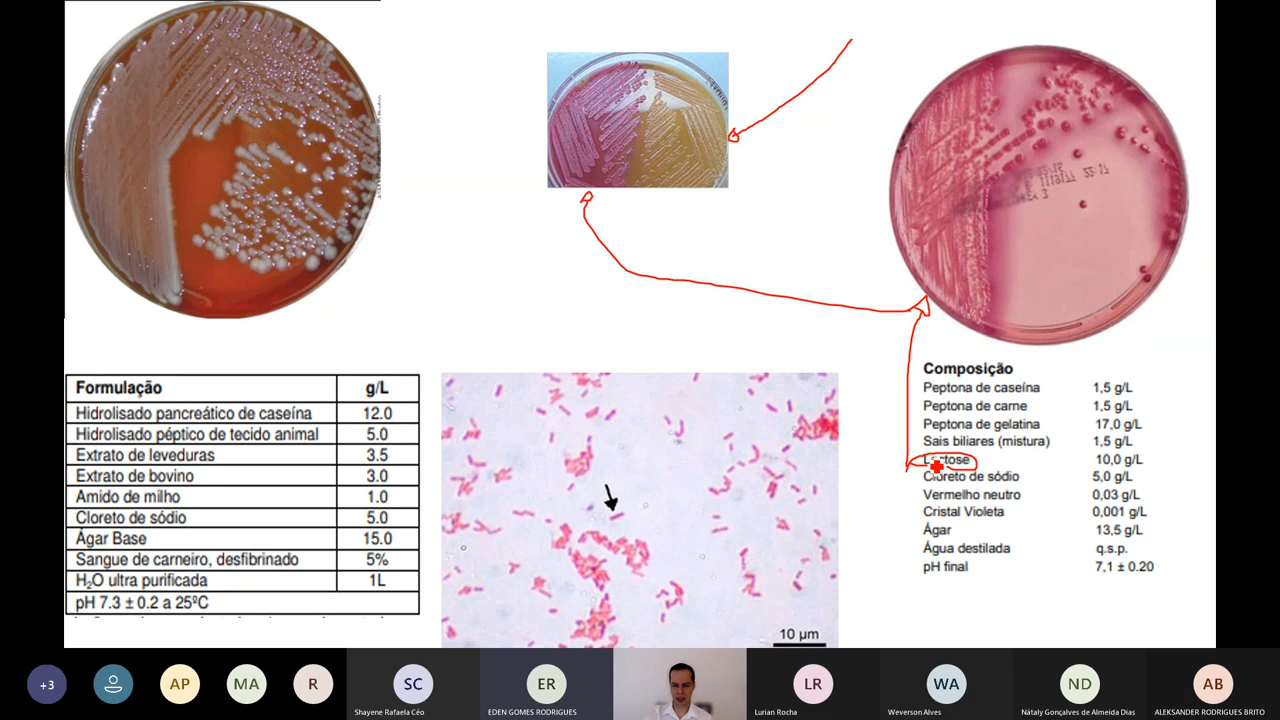 Formulação g/L
Hidrolisado pancreático de caseína 12.0
Hidrolisado péptico de tecido animal 5.0
Extrato de leveduras 3.5
Extrato de bovino 3.0
Amido de milho 1.0
Cloreto de sódio 5.0
Ágar Base 15.0
Sangue de carneiro, desfibrinado 5%
H₂O ultra purificada 1L
pH 7.3 ± 0.2 a 25ºC
10 µm
Composição
Peptona de caseína 1,5 g/L
Peptona de carne 1,5 g/L
Peptona de gelatina 17,0 g/L
Sais biliares (mistura) 1,5 g/L
Lactose 10,0 g/L
Cloreto de sódio 5,0 g/L
Vermelho neutro 0,03 g/L
Cristal Violeta 0,001 g/L
Ágar 13,5 g/L
Água destilada q.s.p.
pH final 7,1 ± 0.20
+3
AP
MA
R
SC
Shayene Rafaela Céo
ER
EDEN GOMES RODRIGUES
LR
Lurian Rocha
WA
Weverson Alves
ND
Nátaly Gonçalves de Almeida Dias
AB
ALEKSANDER RODRIGUES BRITO